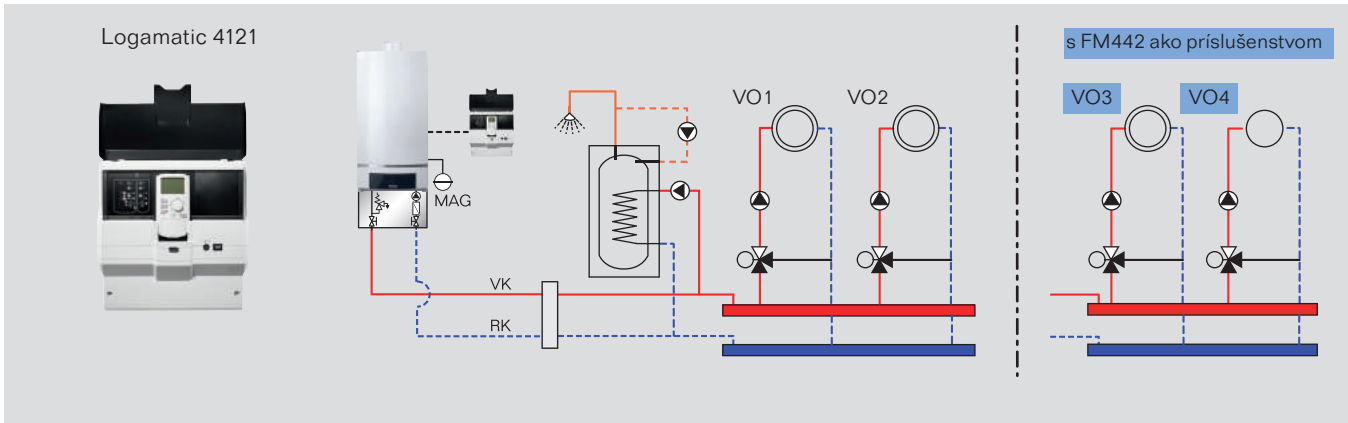 Logamatic 4121
s FM442 ako príslušenstvom
VO1
VO2
VO3
VO4
MAG
VK
RK